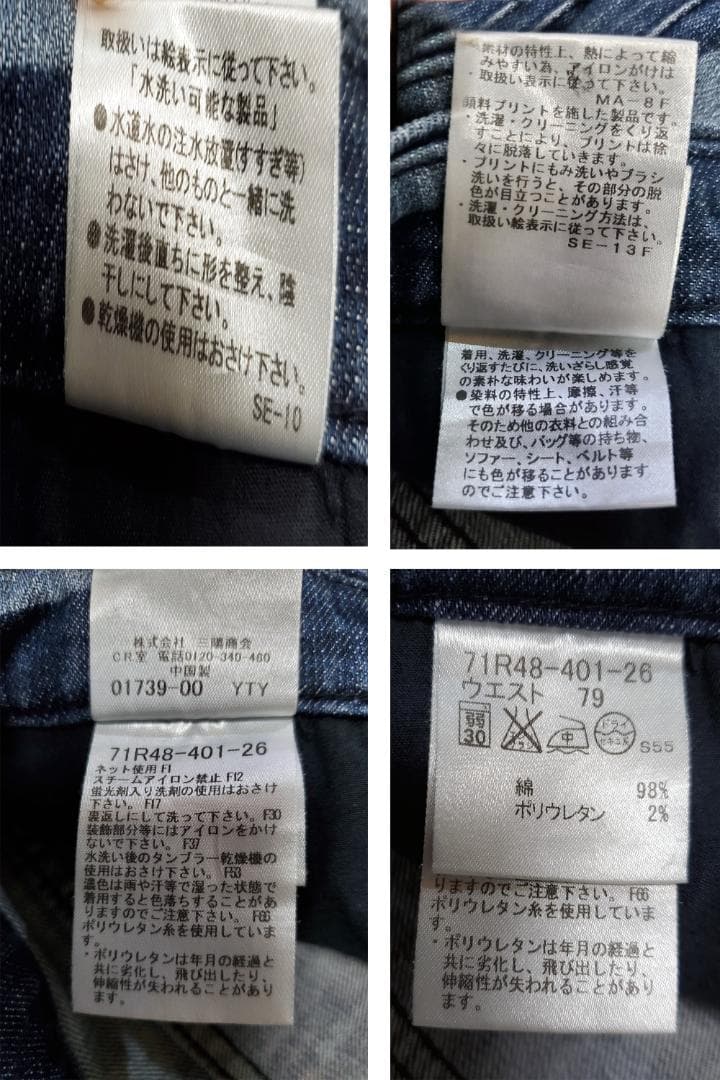 取扱いは絵表示に従って下さい。
「水洗い可能な製品」
●水道水の注水放置(すすぎ等)
はさけ、他のものと一緒に洗
わないで下さい。
●洗濯後直ちに形を整え、陰
干しにして下さい。
●乾燥機の使用はおさけ下さい。
SE-10
素材の特性上、熱によって縮
みやすい為、アイロンがけは
・取扱い表示に従って下さい。
MA-8F
顔料プリントを施した製品です。
・洗濯・クリーニングをくり返
すことにより、プリントは徐
々に脱落していきます。
・プリントにもみ洗いやブラシ
洗いを行うと、その部分の脱
色が目立つことがあります。
・洗濯・クリーニング方法は、
取扱い絵表示に従って下さい。
SE-13F
着用、洗濯、クリーニング等を
くり返すたびに、洗いざらし感覚
の素朴な味わいが楽しめます。
●染料の特性上、摩擦、汗等
で色が移る場合があります。
そのため他の衣料との組み合
わせ及び、バッグ等の持ち物、
ソファー、シート、ベルト等
にも色が移ることがあります
のでご注意下さい。
株式会社 三陽商会
CR室 電話0120-340-460
中国製
01739-00 YTY
71R48-401-26
ネット使用 F1
スチームアイロン禁止 F12
蛍光剤入り洗剤の使用はおさけ
下さい。 F17
裏返しにして洗って下さい。 F30
装飾部分等にはアイロンをかけ
ないで下さい。 F37
水洗い後のタンブラー乾燥機の
使用はおさけ下さい。 F53
濃色は雨や汗等で湿った状態で
着用すると色落ちすることがあ
りますのでご注意下さい。 F66
ポリウレタン糸を使用していま
す。
・ポリウレタンは年月の経過と
共に劣化し、飛び出したり、
伸縮性が失われることがあり
ます。
71R48-401-26
ウエスト 79
弱
30
中
ドライ
セキユ系
S55
綿 98%
ポリウレタン 2%
りますのでご注意下さい。 F66
ポリウレタン糸を使用していま
す。
・ポリウレタンは年月の経過と
共に劣化し、飛び出したり、
伸縮性が失われることがあり
ます。